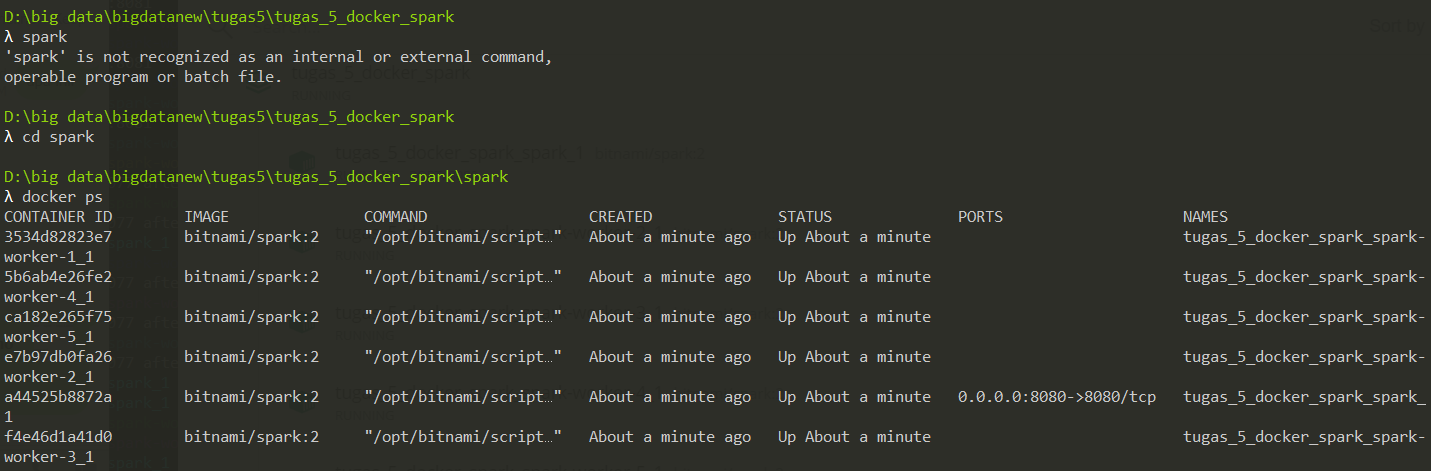 D:\big data\bigdatanew\tugas5\tugas_5_docker_spark
λ spark
'spark' is not recognized as an internal or external command,
operable program or batch file.
D:\big data\bigdatanew\tugas5\tugas_5_docker_spark
λ cd spark
D:\big data\bigdatanew\tugas5\tugas_5_docker_spark\spark
λ docker ps
CONTAINER ID        IMAGE               COMMAND                  CREATED             STATUS              PORTS                    NAMES
3534d82823e7        bitnami/spark:2     "/opt/bitnami/script…"   About a minute ago   Up About a minute                            tugas_5_docker_spark_spark-
worker-1_1
5b6ab4e26fe2        bitnami/spark:2     "/opt/bitnami/script…"   About a minute ago   Up About a minute                            tugas_5_docker_spark_spark-
worker-4_1
ca182e265f75        bitnami/spark:2     "/opt/bitnami/script…"   About a minute ago   Up About a minute                            tugas_5_docker_spark_spark-
worker-5_1
e7b97db0fa26        bitnami/spark:2     "/opt/bitnami/script…"   About a minute ago   Up About a minute                            tugas_5_docker_spark_spark-
worker-2_1
a44525b8872a        bitnami/spark:2     "/opt/bitnami/script…"   About a minute ago   Up About a minute   0.0.0.0:8080->8080/tcp   tugas_5_docker_spark_spark_
1
f4e46d1a41d0        bitnami/spark:2     "/opt/bitnami/script…"   About a minute ago   Up About a minute                            tugas_5_docker_spark_spark-
worker-3_1
Sort by
tugas_5_docker_spark
tugas_5_docker_spark_spark_1